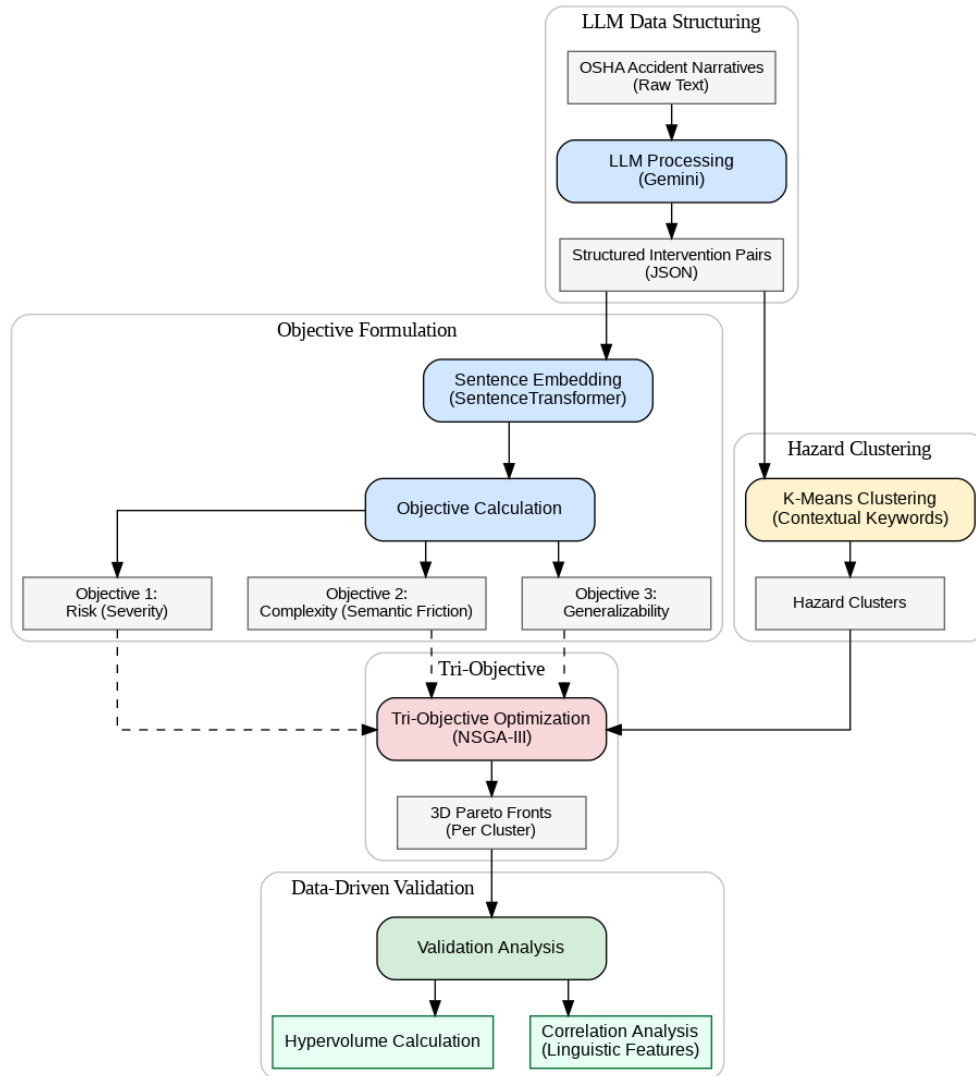 LLM Data Structuring
OSHA Accident Narratives
(Raw Text)
LLM Processing
(Gemini)
Structured Intervention Pairs
(JSON)
Objective Formulation
Sentence Embedding
(SentenceTransformer)
Hazard Clustering
Objective Calculation
K-Means Clustering
(Contextual Keywords)
Objective 1:
Risk (Severity)
Objective 2:
Complexity (Semantic Friction)
Objective 3:
Generalizability
Hazard Clusters
Tri-Objective
Tri-Objective Optimization
(NSGA-III)
3D Pareto Fronts
(Per Cluster)
Data-Driven Validation
Validation Analysis
Hypervolume Calculation
Correlation Analysis
(Linguistic Features)